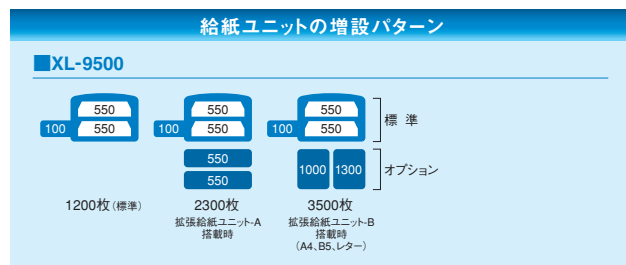 給紙ユニットの増設パターン
■XL-9500
550 550 550
100 550 100 550 100 550
標 準
550
550
1000 1300
オプション
1200枚(標準) 2300枚 3500枚
拡張給紙ユニット-A 拡張給紙ユニット-B
搭載時 搭載時
(A4、B5、レター)